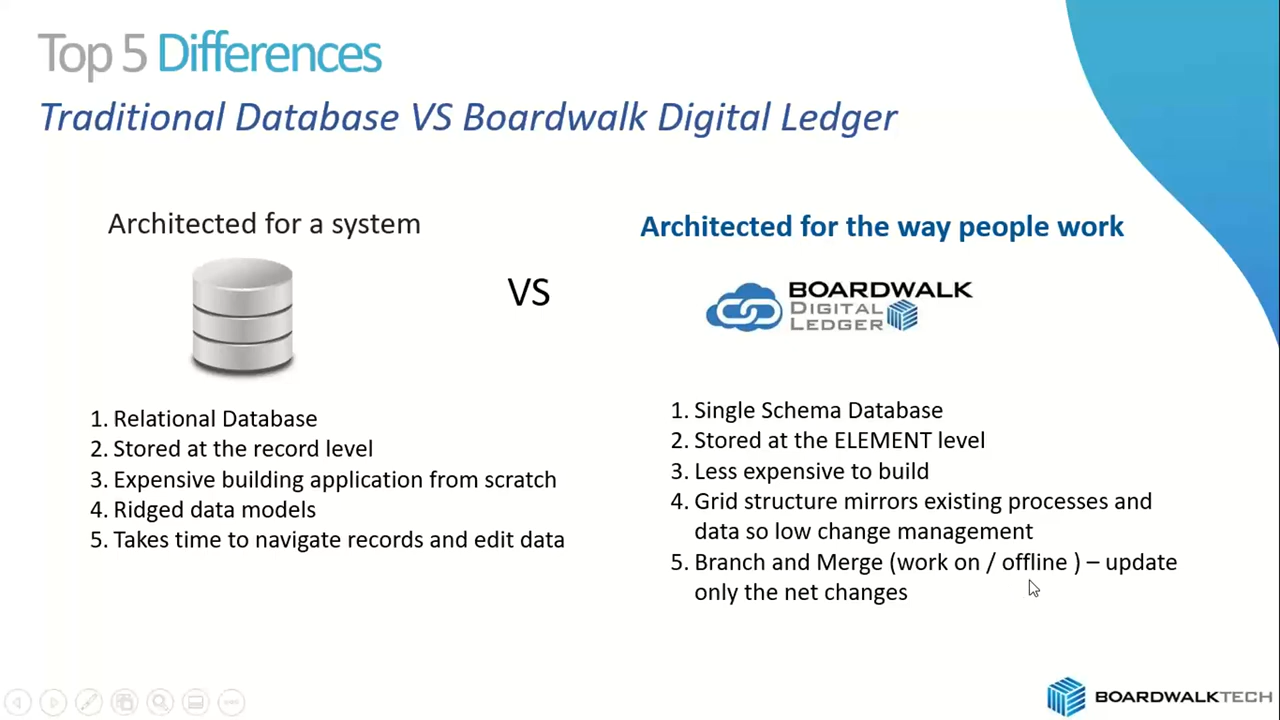 Top 5 Differences
Traditional Database VS Boardwalk Digital Ledger
Architected for a system
VS
Architected for the way people work
BOARDWALK
DIGITAL
LEDGER
1. Relational Database
2. Stored at the record level
3. Expensive building application from scratch
4. Ridged data models
5. Takes time to navigate records and edit data
1. Single Schema Database
2. Stored at the ELEMENT level
3. Less expensive to build
4. Grid structure mirrors existing processes and
data so low change management
5. Branch and Merge (work on / offline ) – update
only the net changes
BOARDWALKTECH